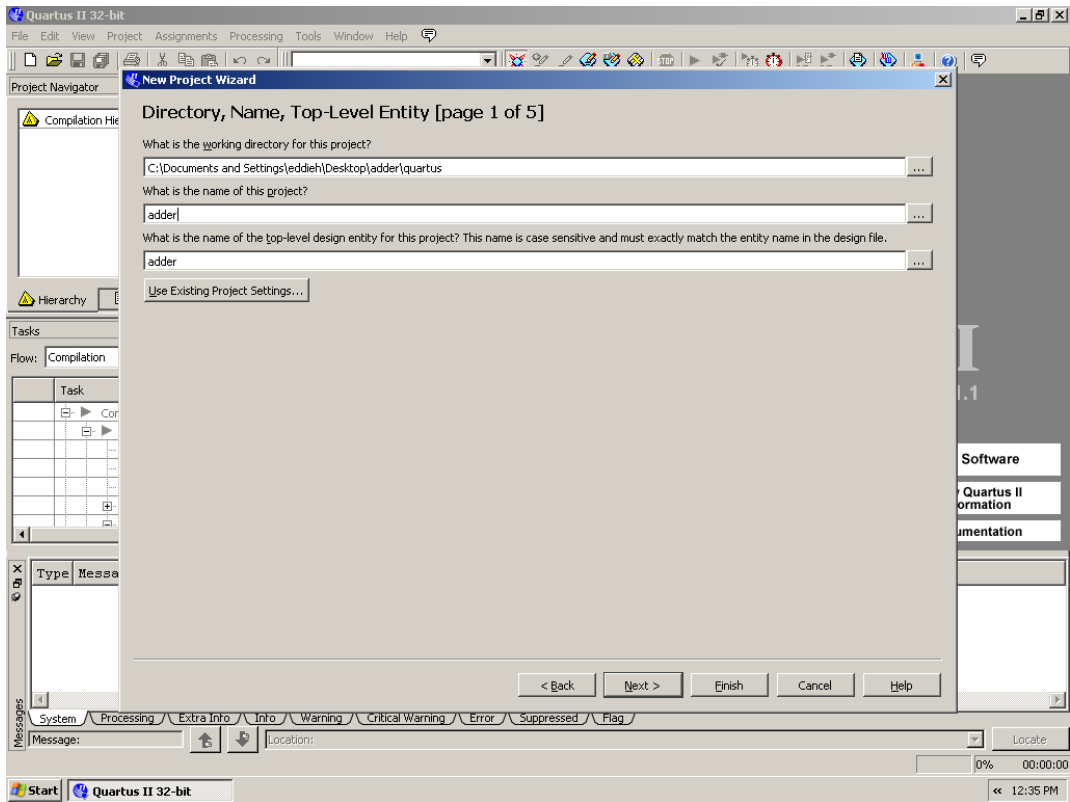 Quartus II 32-bit
File Edit View Project Assignments Processing Tools Window Help
Project Navigator
New Project Wizard
Compilation Hie
Directory, Name, Top-Level Entity [page 1 of 5]
What is the working directory for this project?
C:\Documents and Settings\eddieh\Desktop\adder\quartus
...
What is the name of this project?
adder
...
What is the name of the top-level design entity for this project? This name is case sensitive and must exactly match the entity name in the design file.
adder
...
Use Existing Project Settings...
Hierarchy
Tasks
Flow: Compilation
Task
Cor
I
1.1
Software
Quartus II
ormation
umentation
Type Messa
< Back Next > Finish Cancel Help
Messages
System Processing Extra Info Info Warning Critical Warning Error Suppressed Flag
Message:
Location:
Locate
0% 00:00:00
Start Quartus II 32-bit « 12:35 PM